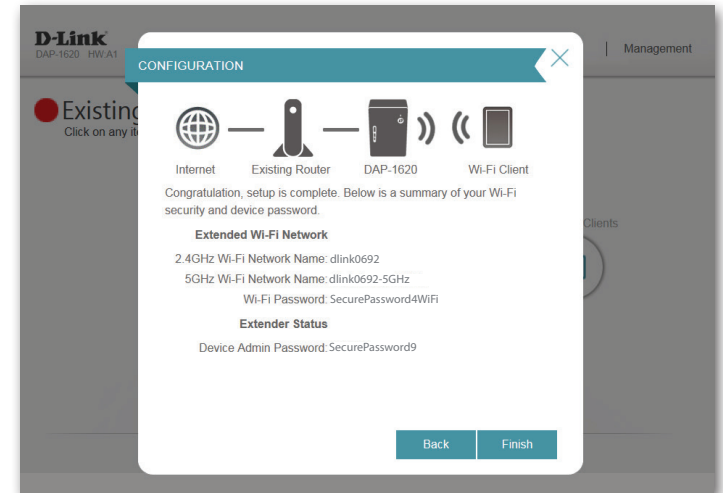 D-Link
DAP-1620 HW:A1
Management
CONFIGURATION
Existing
Click on any
Internet Existing Router DAP-1620 Wi-Fi Client
Congratulation, setup is complete. Below is a summary of your Wi-Fi
security and device password.
Clients
Extended Wi-Fi Network
2.4GHz Wi-Fi Network Name: dlink0692
5GHz Wi-Fi Network Name: dlink0692-5GHz
Wi-Fi Password: SecurePassword4WiFi
Extender Status
Device Admin Password: SecurePassword9
Back Finish